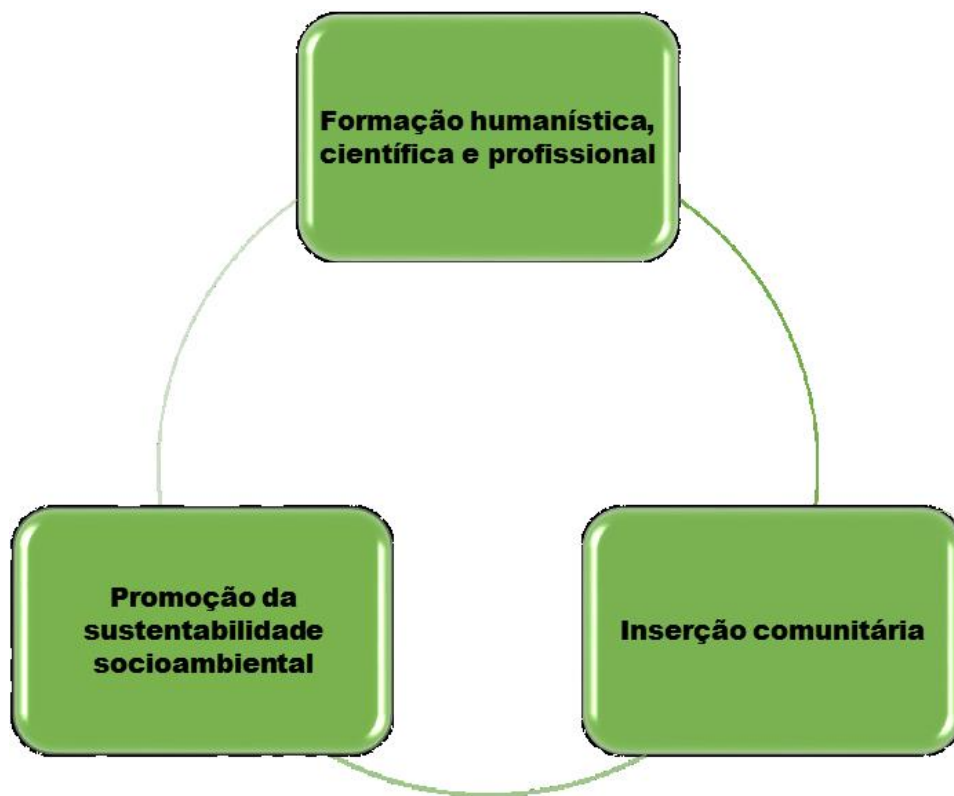 Formação humanística,
científica e profissional
Promoção da
sustentabilidade
socioambiental
Inserção comunitária